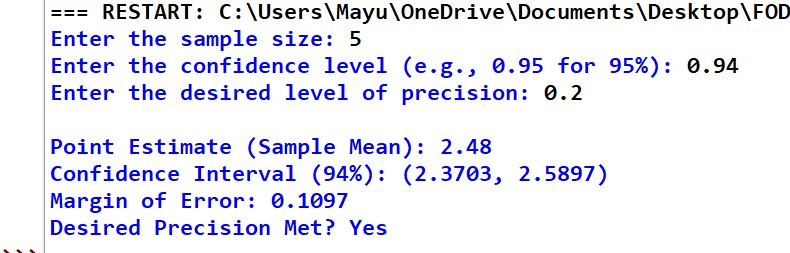 === RESTART: C:\Users\Mayu\OneDrive\Documents\Desktop\FOD
Enter the sample size: 5
Enter the confidence level (e.g., 0.95 for 95%): 0.94
Enter the desired level of precision: 0.2
Point Estimate (Sample Mean): 2.48
Confidence Interval (94%): (2.3703, 2.5897)
Margin of Error: 0.1097
Desired Precision Met? Yes
>>>